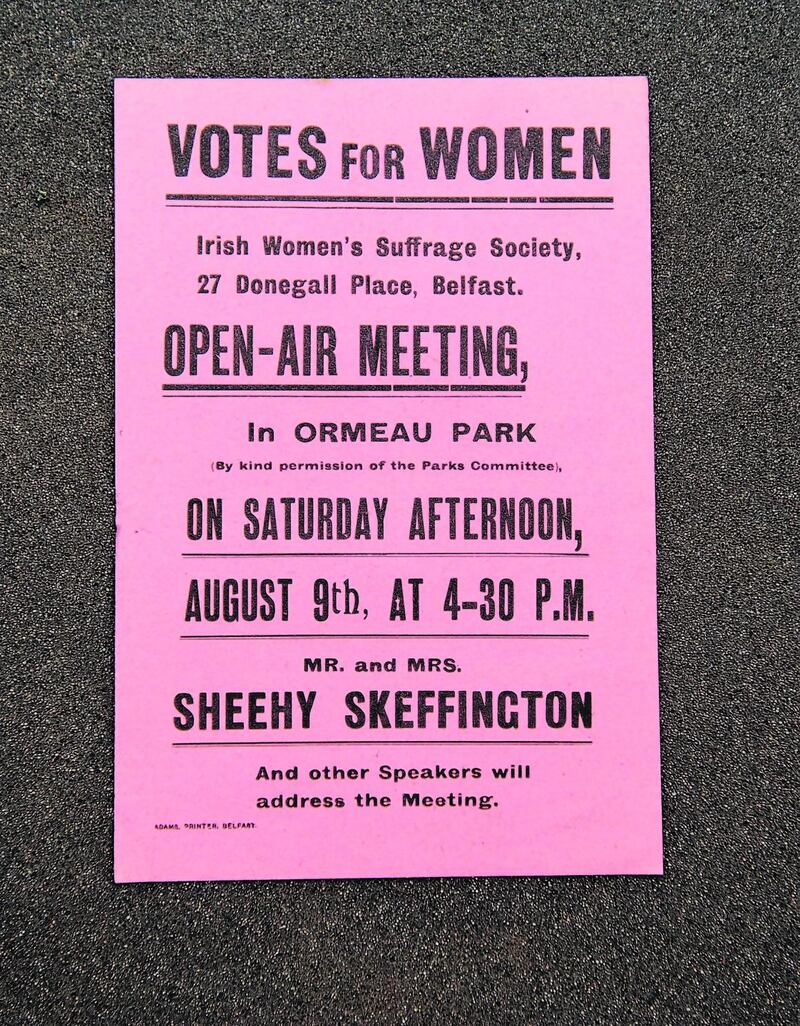 VOTES FOR WOMEN
Irish Women's Suffrage Society,
27 Donegall Place, Belfast.
OPEN-AIR MEETING,
In ORMEAU PARK
(By kind permission of the Parks Committee),
ON SATURDAY AFTERNOON,
AUGUST 9th, AT 4-30 P.M.
MR. and MRS.
SHEEHY SKEFFINGTON
And other Speakers will
address the Meeting.
ADAMS, PRINTER, BELFAST.